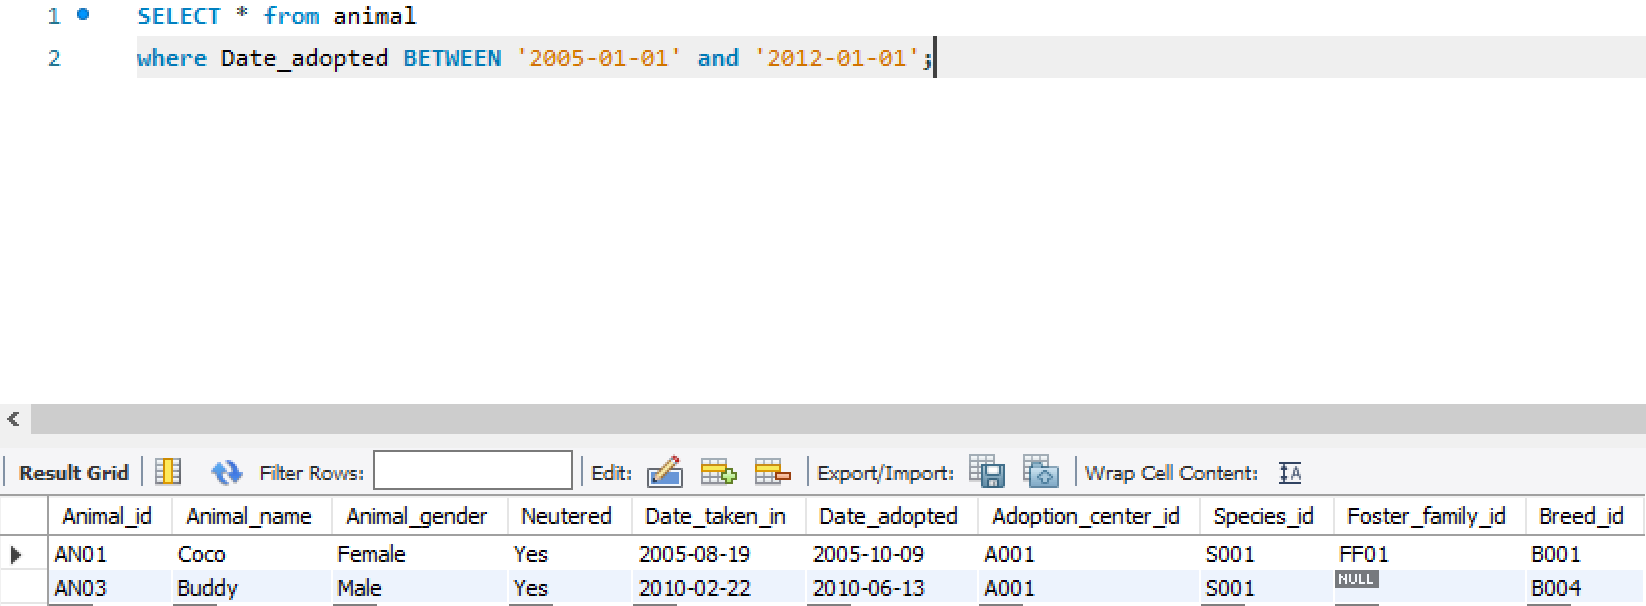 1 SELECT * from animal
2 where Date_adopted BETWEEN '2005-01-01' and '2012-01-01';
Result Grid Filter Rows: Edit: Export/Import: Wrap Cell Content: IA
Animal_id Animal_name Animal_gender Neutered Date_taken_in Date_adopted Adoption_center_id Species_id Foster_family_id Breed_id
AN01 Coco Female Yes 2005-08-19 2005-10-09 A001 S001 FF01 B001
AN03 Buddy Male Yes 2010-02-22 2010-06-13 A001 S001 NULL B004